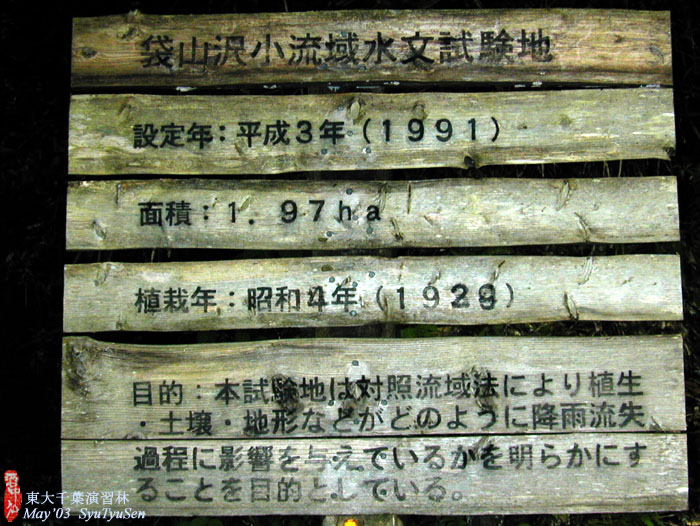 袋山沢小流域水文試験地
設定年：平成3年（1991）
面積：1．97ha
植栽年：昭和4年（1929）
目的：本試験地は対照流域法により植生
・土壌・地形などがどのように降雨流失
過程に影響を与えているかを明らかにす
ることを目的としている。
東大千葉演習林
May'03 SyuTyuSen